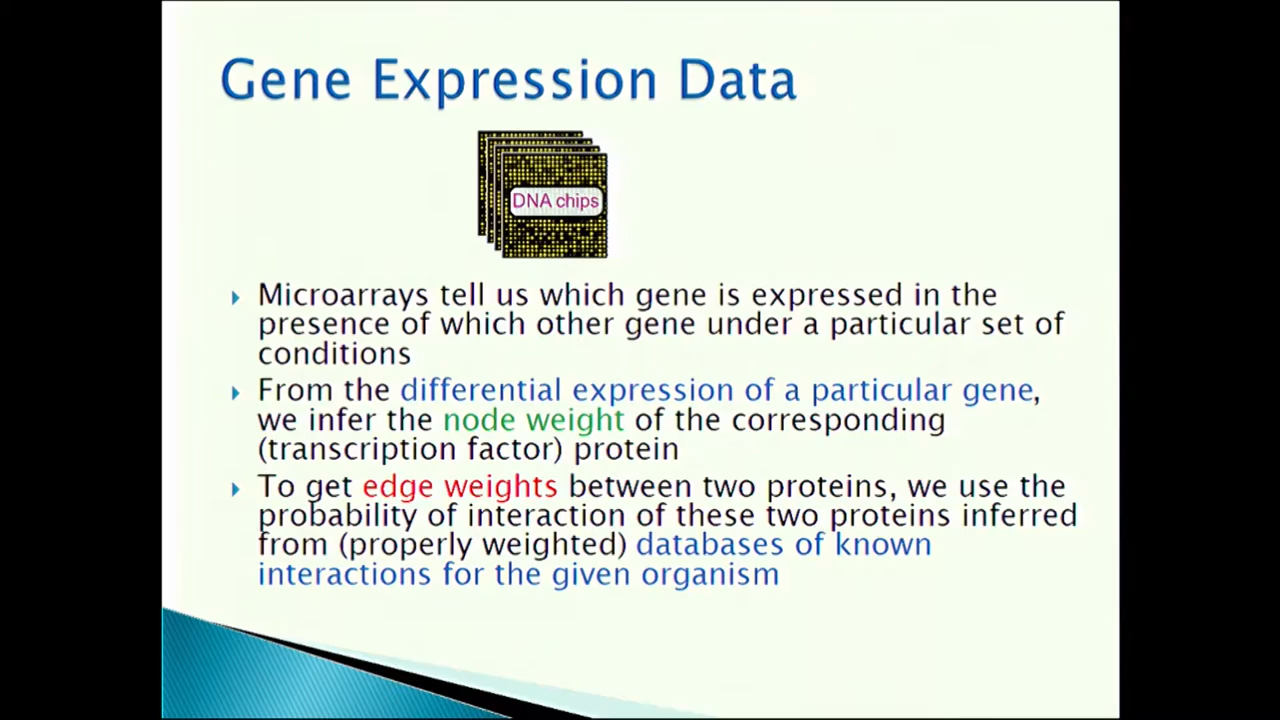 Gene Expression Data
DNA chips
Microarrays tell us which gene is expressed in the
presence of which other gene under a particular set of
conditions
From the differential expression of a particular gene,
we infer the node weight of the corresponding
(transcription factor) protein
To get edge weights between two proteins, we use the
probability of interaction of these two proteins inferred
from (properly weighted) databases of known
interactions for the given organism